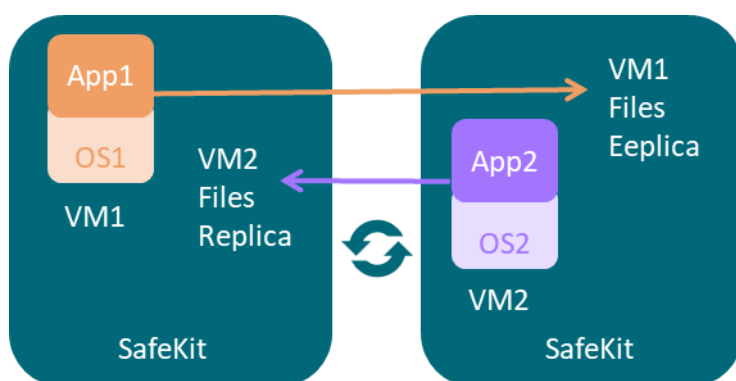 App1
OS1
VM1
VM2
Files
Replica
SafeKit
VM1
Files
Eeplica
App2
OS2
VM2
SafeKit